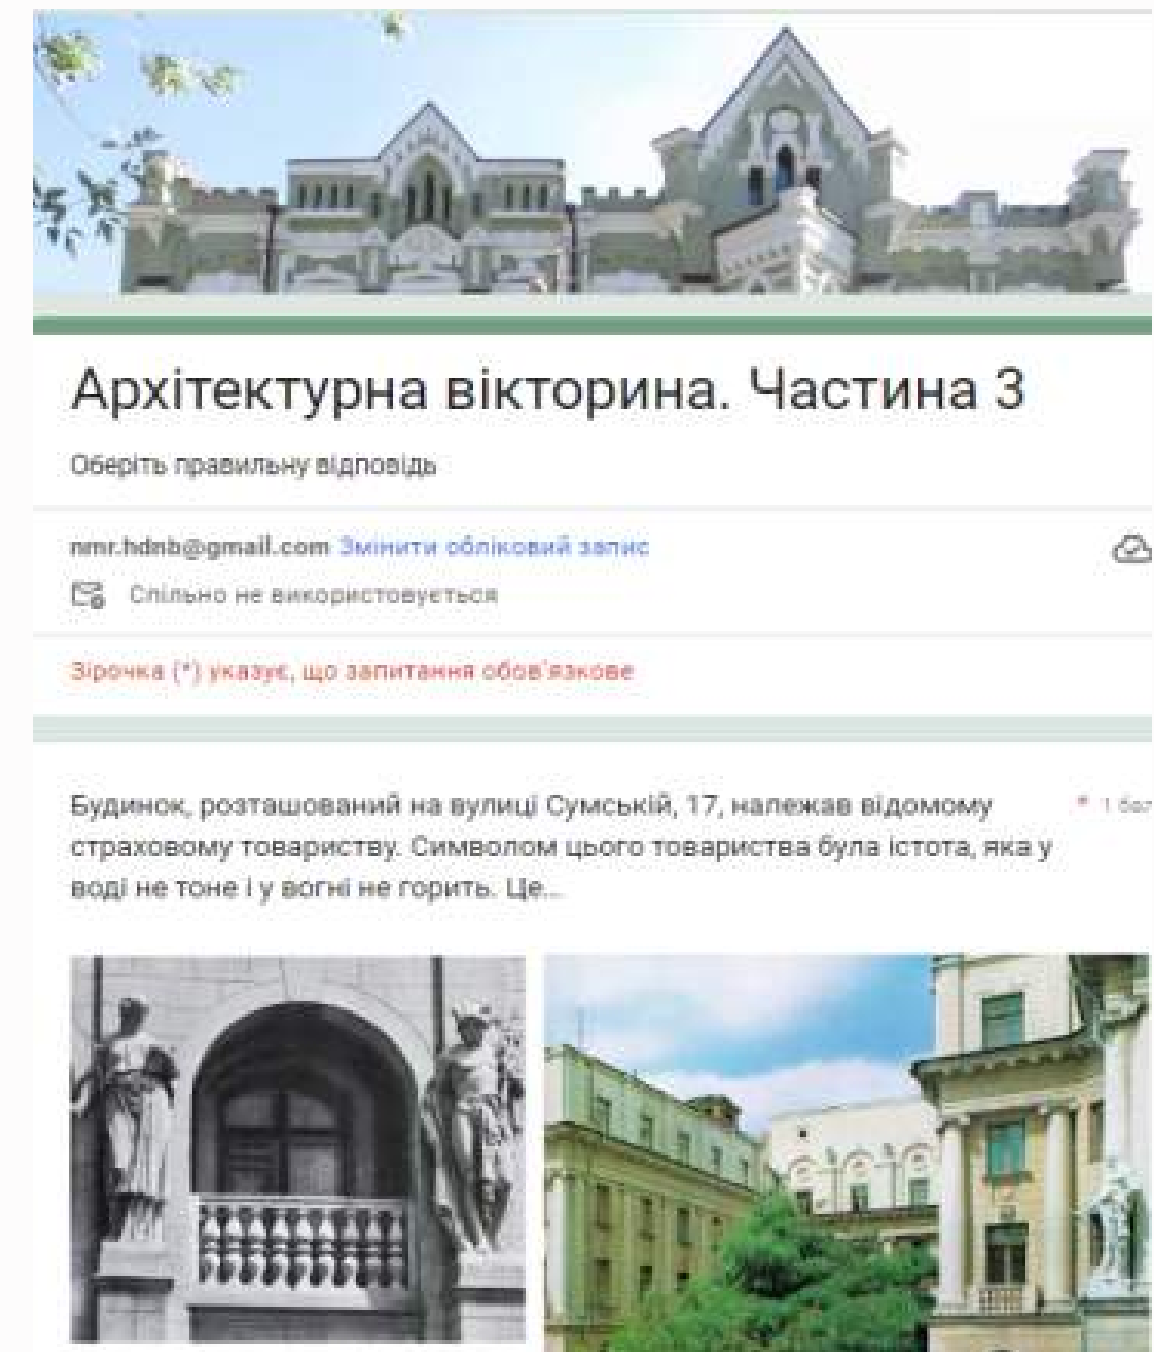 Архітектурна вікторина. Частина 3
Оберіть правильну відповідь
nmr.hdnb@gmail.com Змінити обліковий запис
Спільно не використовується
Зірочка (*) указує, що запитання обов'язкове
Будинок, розташований на вулиці Сумській, 17, належав відомому
* 1
страховому товариству. Символом цього товариства була істота, яка у
воді не тоне і у вогні не горить. Це...